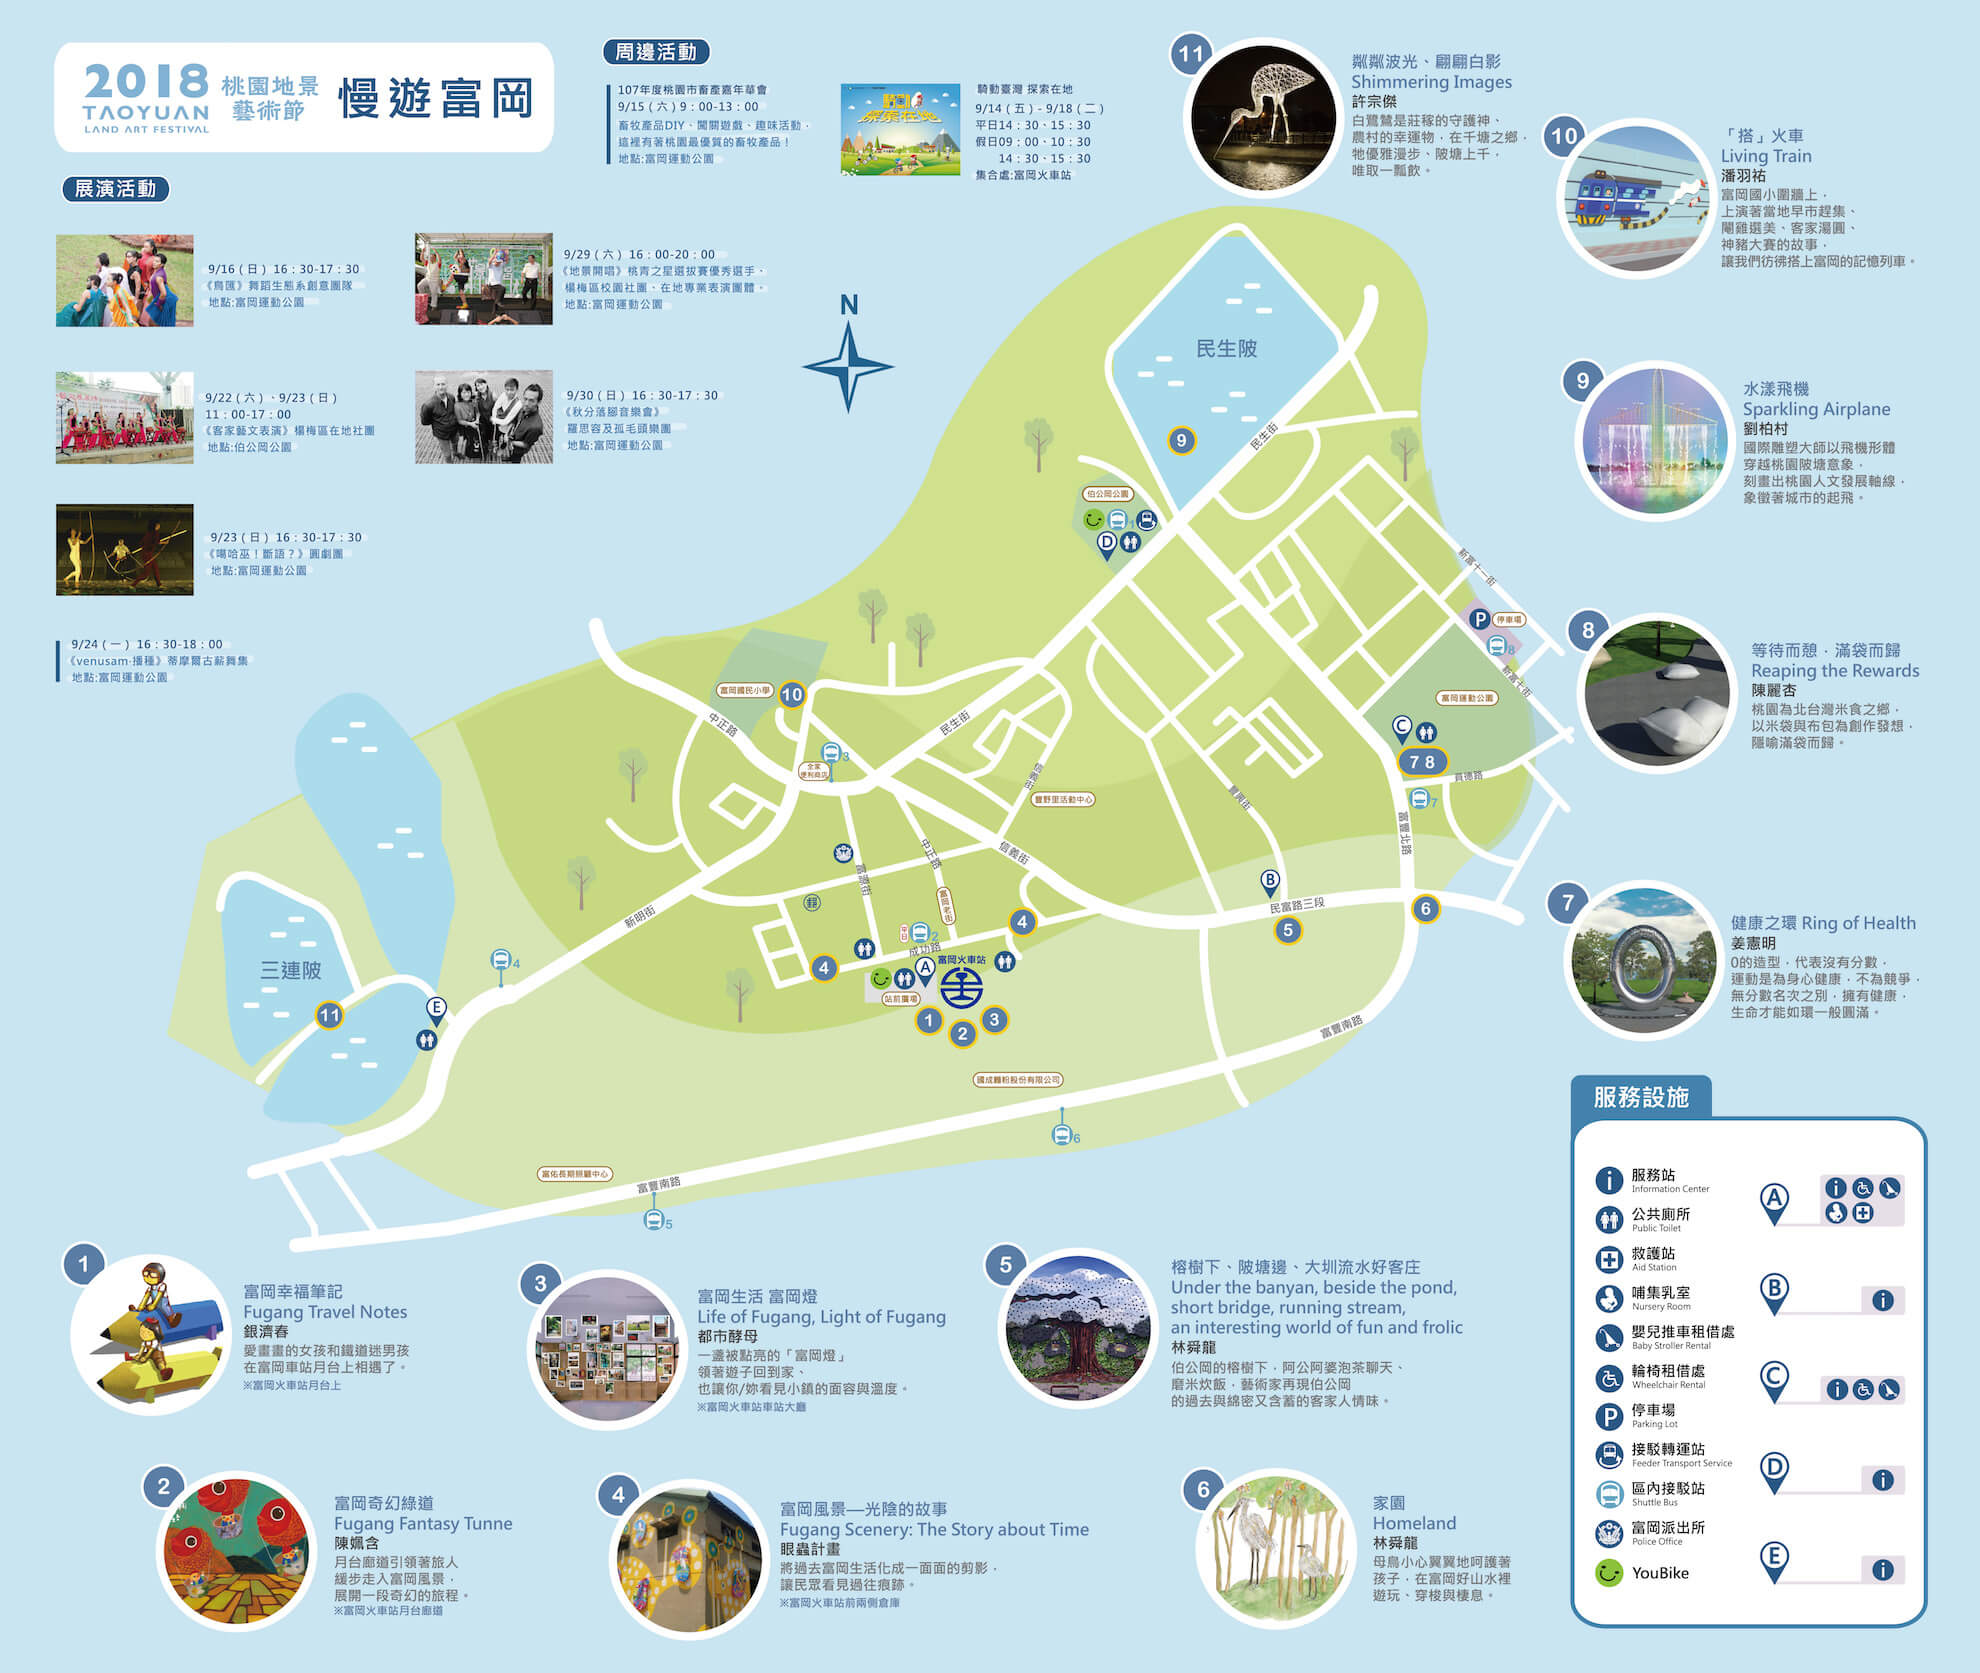 2018
TAOYUAN
LAND ART FESTIVAL
桃園地景
藝術節
慢遊富岡
展演活動
9/16(日) 16:30-17:30
《鳥匯》舞蹈生態系創意團隊
地點:富岡運動公園
9/22(六)、9/23(日)
11:00-17:00
《客家藝文表演》楊梅區在地社團
地點:伯公岡公園
9/23(日) 16:30-17:30
《噶哈巫!斷語?》圓劇團
地點:富岡運動公園
9/24(一) 16:30-18:00
《venusam·播種》蒂摩爾古薪舞集
地點:富岡運動公園
9/29(六) 16:00-20:00
《地景開唱》桃青之星選拔賽優秀選手、
楊梅區校園社團、在地專業表演團體。
地點:富岡運動公園
9/30(日) 16:30-17:30
《秋分落腳音樂會》
羅思容及孤毛頭樂團
地點:富岡運動公園
周邊活動
107年度桃園市畜產嘉年華會
9/15(六)9:00-13:00
畜牧產品DIY、闖關遊戲、趣味活動,
這裡有著桃園最優質的畜牧產品!
地點:富岡運動公園
騎動臺灣 探索在地
9/14(五)- 9/18(二)
平日14:30、15:30
假日09:00、10:30
14:30、15:30
集合處:富岡火車站
11
粼粼波光、翩翩白影
Shimmering Images
許宗傑
白鷺鷥是莊稼的守護神、
農村的幸運物,在千塘之鄉,
牠優雅漫步、陂塘上千,
唯取一瓢飲。
10
「搭」火車
Living Train
潘羽祐
富岡國小圍牆上,
上演著當地早市趕集、
閹雞選美、客家湯圓、
神豬大賽的故事,
讓我們彷彿搭上富岡的記憶列車。
9
水漾飛機
Sparkling Airplane
劉柏村
國際雕塑大師以飛機形體
穿越桃園陂塘意象,
刻畫出桃園人文發展軸線,
象徵著城市的起飛。
8
等待而憩.滿袋而歸
Reaping the Rewards
陳麗杏
桃園為北台灣米食之鄉,
以米袋與布包為創作發想,
隱喻滿袋而歸。
7
健康之環 Ring of Health
姜憲明
0的造型,代表沒有分數,
運動是為身心健康,不為競爭,
無分數名次之別,擁有健康,
生命才能如環一般圓滿。
N
民生陂
9
民生街
伯公岡公園
1
D
新富十一街
P
停車場
8
新富十街
富岡運動公園
C
7 8
員德路
7
富豐北路
富岡國民小學
10
中正路
3
全家
便利商店
民生街
信義街
豐野里活動中心
豐興街
中正路
信義街
富源街
富岡老街
郵
B
民富路三段
5
6
新明街
4
三連陂
11
E
平日
2
成功路
4
4
A
富岡火車站
站前廣場
1
2
3
富豐南路
國成麵粉股份有限公司
6
富佑長期照顧中心
富豐南路
5
1
富岡幸福筆記
Fugang Travel Notes
銀濟春
愛畫畫的女孩和鐵道迷男孩
在富岡車站月台上相遇了。
※富岡火車站月台上
2
富岡奇幻綠道
Fugang Fantasy Tunne
陳姵含
月台廊道引領著旅人
緩步走入富岡風景,
展開一段奇幻的旅程。
※富岡火車站月台廊道
3
富岡生活 富岡燈
Life of Fugang, Light of Fugang
都市酵母
一盞被點亮的「富岡燈」
領著遊子回到家、
也讓你/妳看見小鎮的面容與溫度。
※富岡火車站車站大廳
4
富岡風景—光陰的故事
Fugang Scenery: The Story about Time
眼蟲計畫
將過去富岡生活化成一面面的剪影,
讓民眾看見過往痕跡。
※富岡火車站前兩側倉庫
5
榕樹下、陂塘邊、大圳流水好客庄
Under the banyan, beside the pond,
short bridge, running stream,
an interesting world of fun and frolic
林舜龍
伯公岡的榕樹下,阿公阿婆泡茶聊天、
磨米炊飯,藝術家再現伯公岡
的過去與綿密又含蓄的客家人情味。
6
家園
Homeland
林舜龍
母鳥小心翼翼地呵護著
孩子,在富岡好山水裡
遊玩、穿梭與棲息。
服務設施
服務站
Information Center
公共廁所
Public Toilet
救護站
Aid Station
哺集乳室
Nursery Room
嬰兒推車租借處
Baby Stroller Rental
輪椅租借處
Wheelchair Rental
P
停車場
Parking Lot
接駁轉運站
Feeder Transport Service
區內接駁站
Shuttle Bus
富岡派出所
Police Office
YouBike
A
B
C
D
E